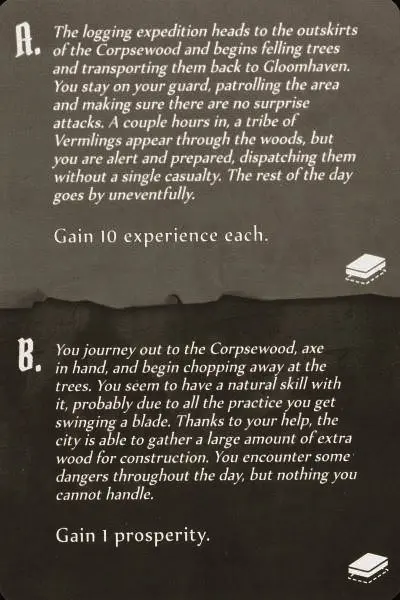 A. The logging expedition heads to the outskirts
of the Corpsewood and begins felling trees
and transporting them back to Gloomhaven.
You stay on your guard, patrolling the area
and making sure there are no surprise
attacks. A couple hours in, a tribe of
Vermlings appear through the woods, but
you are alert and prepared, dispatching them
without a single casualty. The rest of the day
goes by uneventfully.
Gain 10 experience each.
B. You journey out to the Corpsewood, axe
in hand, and begin chopping away at the
trees. You seem to have a natural skill with
it, probably due to all the practice you get
swinging a blade. Thanks to your help, the
city is able to gather a large amount of extra
wood for construction. You encounter some
dangers throughout the day, but nothing you
cannot handle.
Gain 1 prosperity.